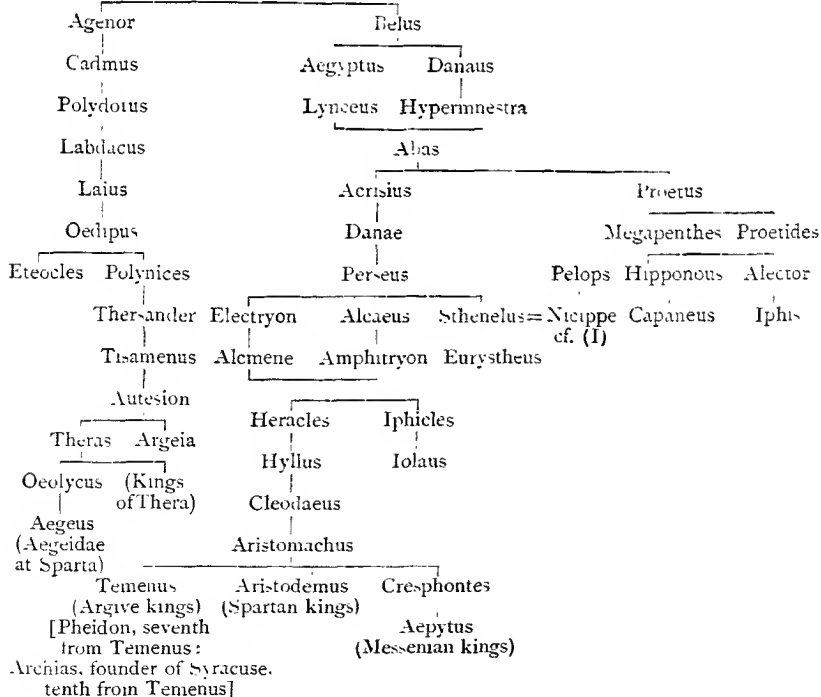 Agenor Belus
Cadmus Aegyptus Danaus
Polydorus Lynceus Hypermnestra
Labdacus Abas
Laius Acrisius Proetus
Oedipus Danae Megapenthes Proetides
Eteocles Polynices Perseus Pelops Hipponous Alector
Thersander Electryon Alcaeus Sthenelus = Nicippe Capaneus Iphis
cf. (I)
Tisamenus Alcmene Amphitryon Eurystheus
Autesion
Heracles Iphicles
Theras Argeia
Hyllus Iolaus
Oeolycus (Kings
of Thera)
Cleodaeus
Aegeus
(Aegeidae Aristomachus
at Sparta)
Temenus Aristodemus Cresphontes
(Argive kings) (Spartan kings)
[Pheidon, seventh Aepytus
from Temenus: (Messenian kings)
Archias, founder of Syracuse,
tenth from Temenus]